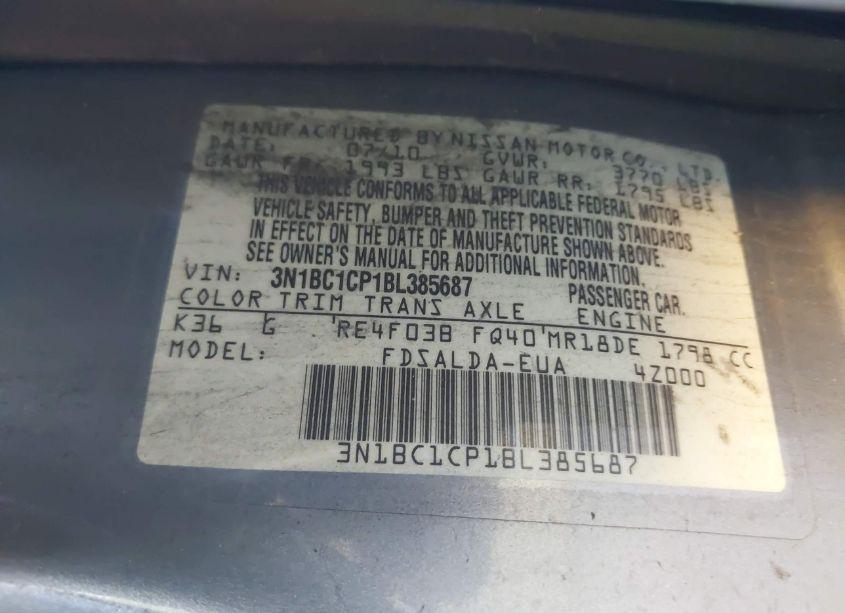 MANUFACTURED BY NISSAN MOTOR CO., LTD.
DATE: 07/10 GVWR: 3770 LBS
GAWR FR: 1993 LBS GAWR RR: 1795 LBS
THIS VEHICLE CONFORMS TO ALL APPLICABLE FEDERAL MOTOR
VEHICLE SAFETY, BUMPER AND THEFT PREVENTION STANDARDS
IN EFFECT ON THE DATE OF MANUFACTURE SHOWN ABOVE.
SEE OWNER'S MANUAL FOR ADDITIONAL INFORMATION.
VIN: 3N1BC1CP1BL385687 PASSENGER CAR.
COLOR TRIM TRANS AXLE ENGINE
K36 G RE4F03B FQ40 MR18DE 1798 CC
MODEL: FDSALDA-EUA 4Z000
3N1BC1CP1BL385687